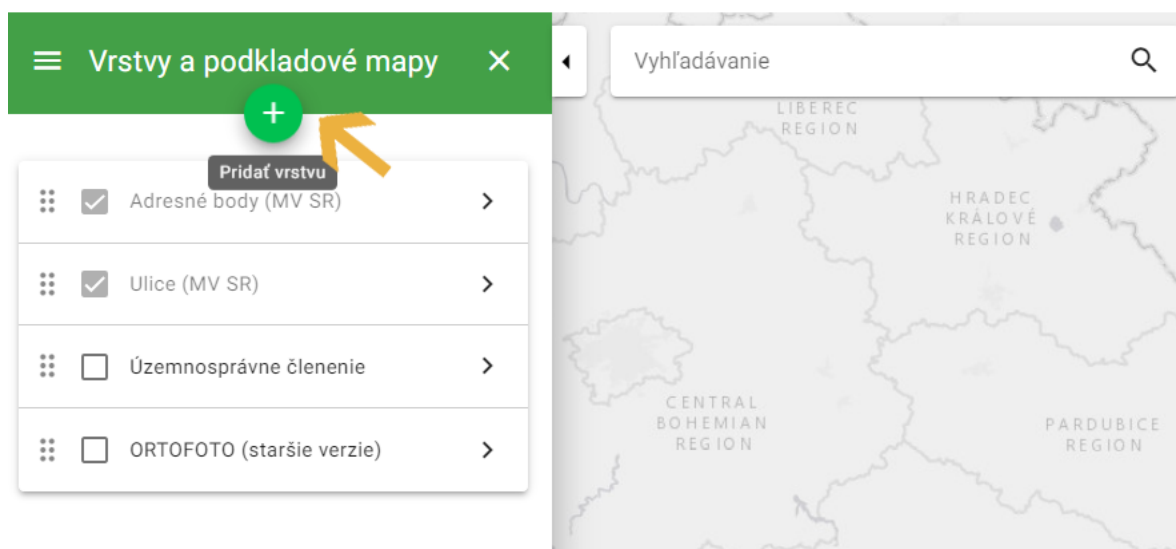 Vrstvy a podkladové mapy
Pridať vrstvu
Adresné body (MV SR)
Ulice (MV SR)
Územnosprávne členenie
ORTOFOTO (staršie verzie)
Vyhľadávanie
LIBEREC
REGION
HRADEC
KRÁLOVÉ
REGION
CENTRAL
BOHEMIAN
REGION
PARDUBICE
REGION